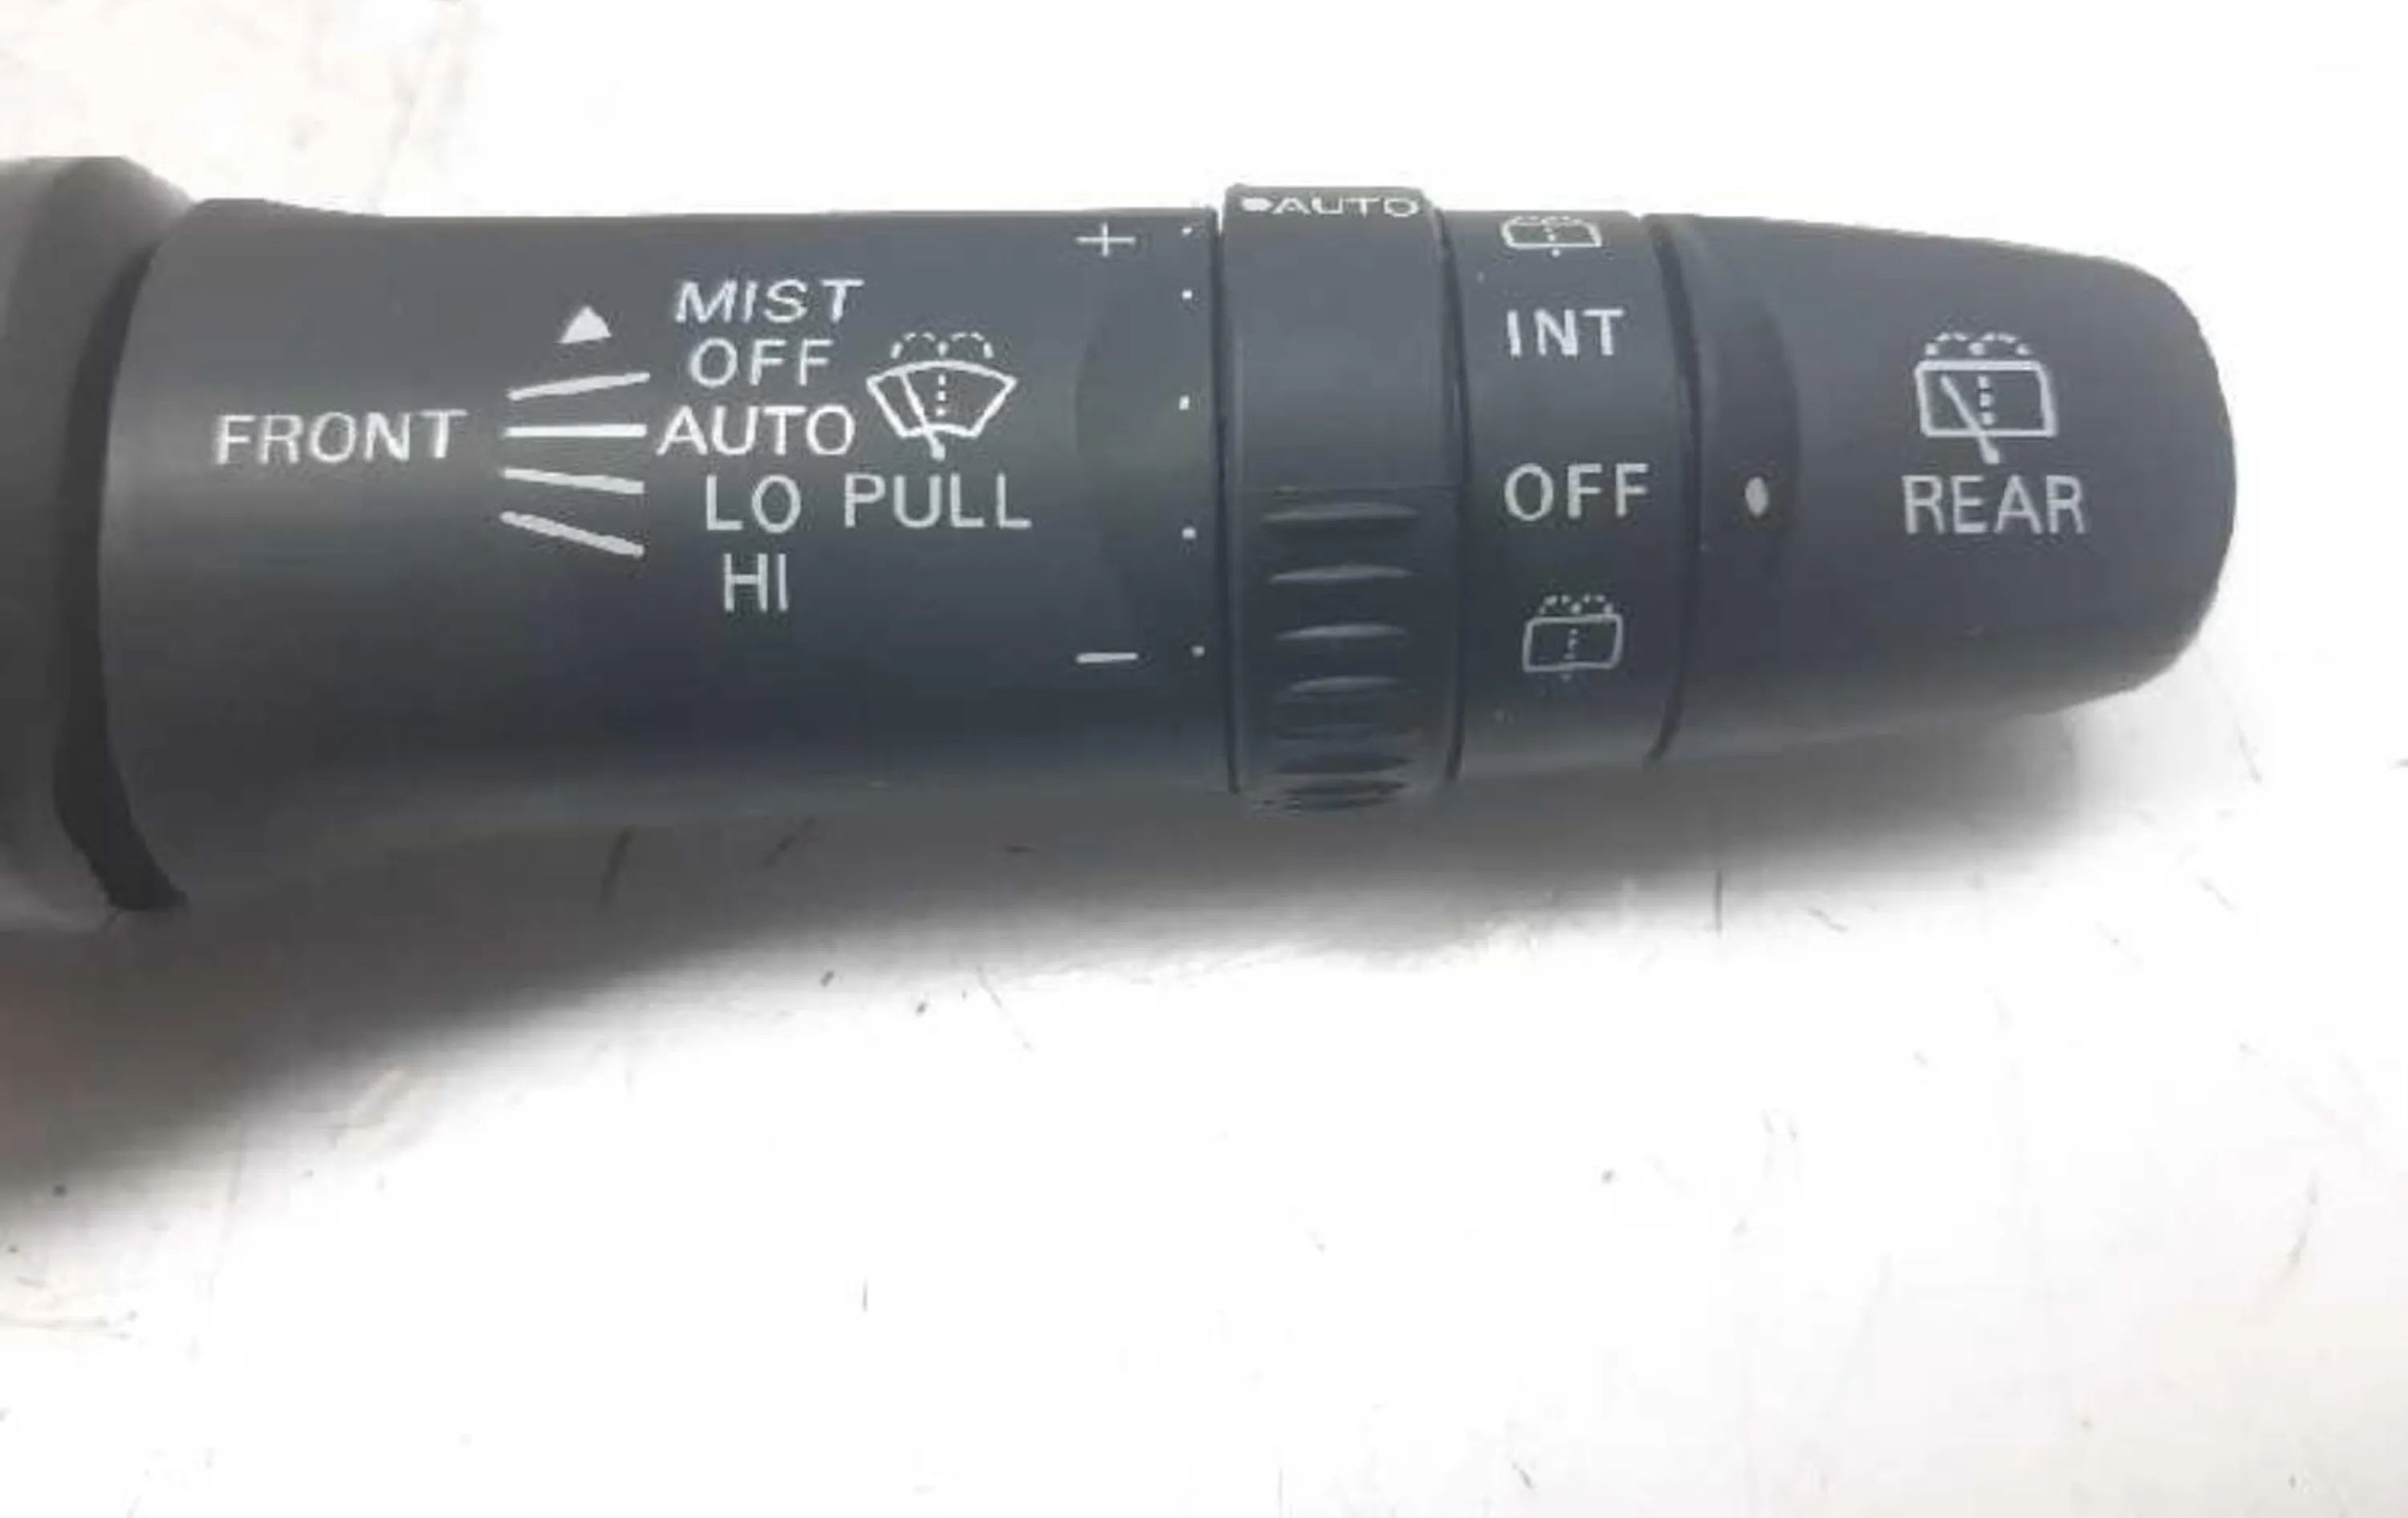 FRONT
MIST
OFF
AUTO
LO PULL
HI
+
−
●AUTO
INT
OFF
REAR